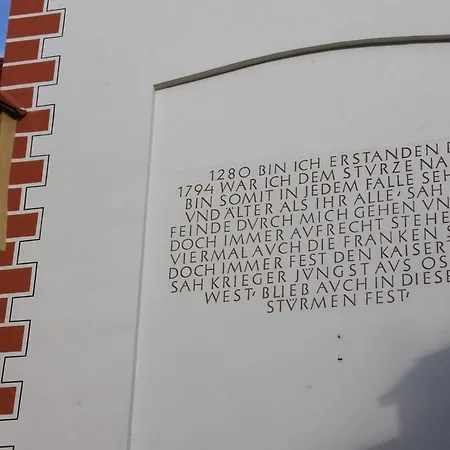 1280 BIN ICH ERSTANDEN D
1794 WAR ICH DEM STVRZE NA
BIN SOMIT IN JEDEM FALLE SEH
VND ÄLTER ALS IHR ALLE, SAH
FEINDE DVRCH MICH GEHEN VN
DOCH IMMER AVFRECHT STEHE
VIERMAL AVCH DIE FRANKEN S
DOCH IMMER FEST DEN KAISER
SAH KRIEGER JÜNGST AVS OS
WEST, BLIEB AVCH IN DIESE
STÜRMEN FEST,